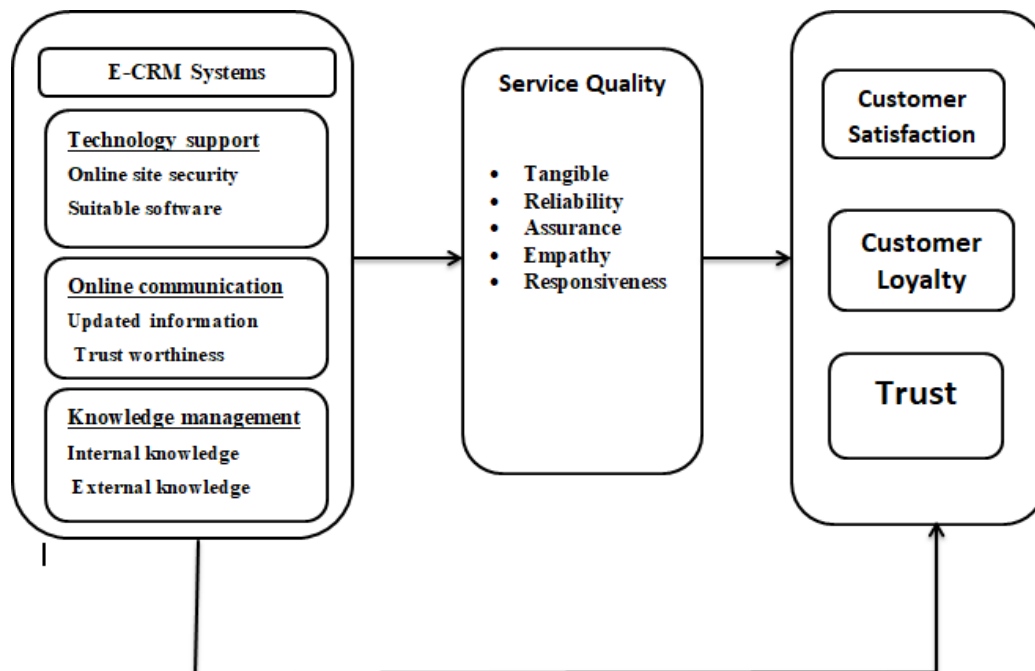 E-CRM Systems
Technology support
Online site security
Suitable software
Online communication
Updated information
Trust worthiness
Knowledge management
Internal knowledge
External knowledge
Service Quality
• Tangible
• Reliability
• Assurance
• Empathy
• Responsiveness
Customer
Satisfaction
Customer
Loyalty
Trust